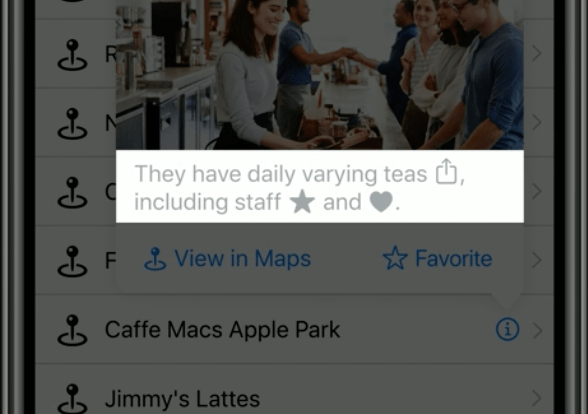 R
N
They have daily varying teas ,
including staff ★ and ♥.
C
F
View in Maps
Favorite
Caffe Macs Apple Park
Jimmy's Lattes